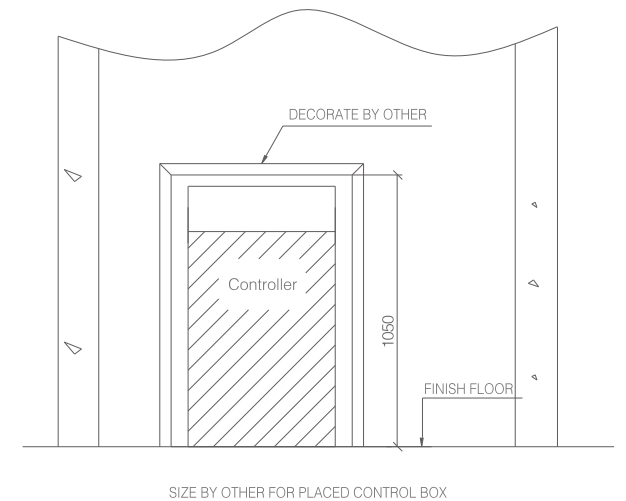 DECORATE BY OTHER
Controller
1050
FINISH FLOOR
SIZE BY OTHER FOR PLACED CONTROL BOX